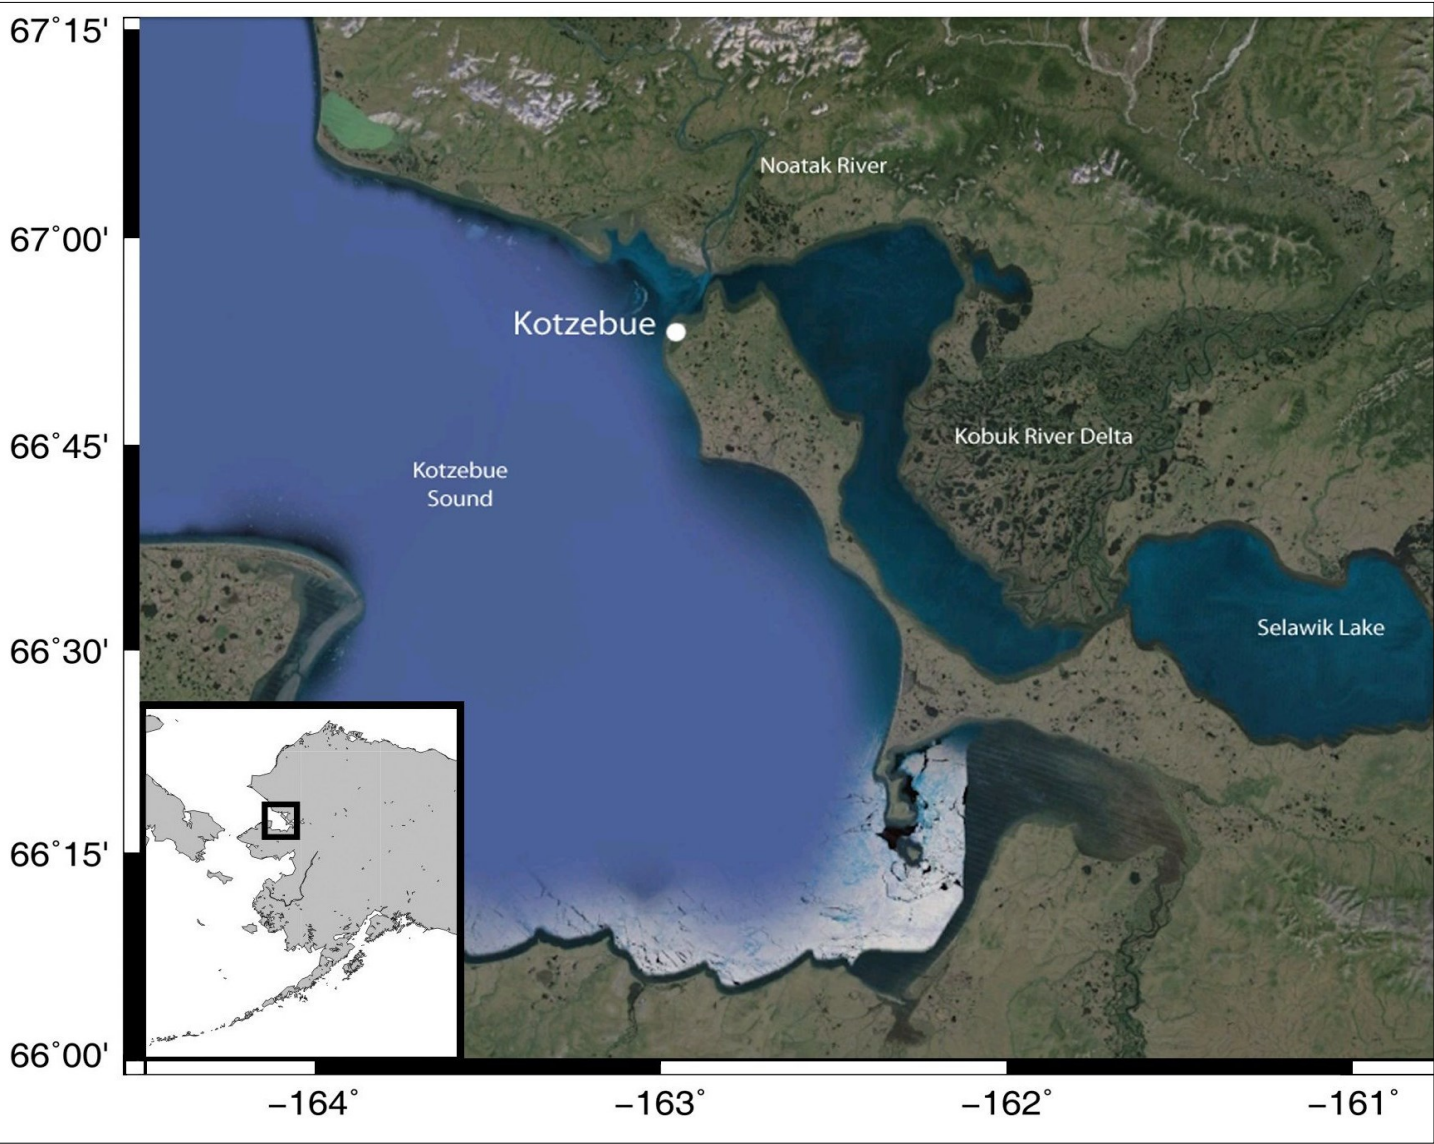 67˚15'
Noatak River
67˚00'
Kotzebue
66˚45'
Kobuk River Delta
Kotzebue
Sound
66˚30'
Selawik Lake
66˚15'
66˚00'
−164˚
−163˚
−162˚
−161˚